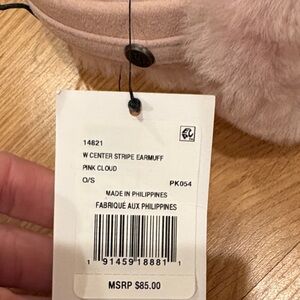 14821
W CENTER STRIPE EARMUFF
PINK CLOUD
O/S PK054
MADE IN PHILIPPINES
FABRIQUÉ AUX PHILIPPINES
1 91459 18881 1
MSRP $85.00